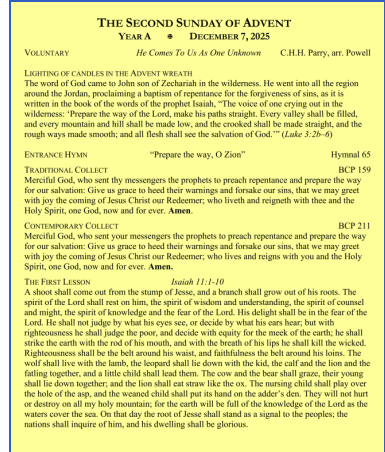 THE SECOND SUNDAY OF ADVENT
YEAR A ✠ DECEMBER 7, 2025
VOLUNTARY He Comes To Us As One Unknown C.H.H. Parry, arr. Powell
LIGHTING OF CANDLES IN THE ADVENT WREATH
The word of God came to John son of Zechariah in the wilderness. He went into all the region
around the Jordan, proclaiming a baptism of repentance for the forgiveness of sins, as it is
written in the book of the words of the prophet Isaiah, “The voice of one crying out in the
wilderness: ‘Prepare the way of the Lord, make his paths straight. Every valley shall be filled,
and every mountain and hill shall be made low, and the crooked shall be made straight, and the
rough ways made smooth; and all flesh shall see the salvation of God.’” (Luke 3:2b–6)
ENTRANCE HYMN “Prepare the way, O Zion” Hymnal 65
TRADITIONAL COLLECT BCP 159
Merciful God, who sent thy messengers the prophets to preach repentance and prepare the way
for our salvation: Give us grace to heed their warnings and forsake our sins, that we may greet
with joy the coming of Jesus Christ our Redeemer; who liveth and reigneth with thee and the
Holy Spirit, one God, now and for ever. Amen.
CONTEMPORARY COLLECT BCP 211
Merciful God, who sent your messengers the prophets to preach repentance and prepare the way
for our salvation: Give us grace to heed their warnings and forsake our sins, that we may greet
with joy the coming of Jesus Christ our Redeemer; who lives and reigns with you and the Holy
Spirit, one God, now and for ever. Amen.
THE FIRST LESSON Isaiah 11:1-10
A shoot shall come out from the stump of Jesse, and a branch shall grow out of his roots. The
spirit of the Lord shall rest on him, the spirit of wisdom and understanding, the spirit of counsel
and might, the spirit of knowledge and the fear of the Lord. His delight shall be in the fear of the
Lord. He shall not judge by what his eyes see, or decide by what his ears hear; but with
righteousness he shall judge the poor, and decide with equity for the meek of the earth; he shall
strike the earth with the rod of his mouth, and with the breath of his lips he shall kill the wicked.
Righteousness shall be the belt around his waist, and faithfulness the belt around his loins. The
wolf shall live with the lamb, the leopard shall lie down with the kid, the calf and the lion and the
fatling together, and a little child shall lead them. The cow and the bear shall graze, their young
shall lie down together; and the lion shall eat straw like the ox. The nursing child shall play over
the hole of the asp, and the weaned child shall put its hand on the adder’s den. They will not hurt
or destroy on all my holy mountain; for the earth will be full of the knowledge of the Lord as the
waters cover the sea. On that day the root of Jesse shall stand as a signal to the peoples; the
nations shall inquire of him, and his dwelling shall be glorious.